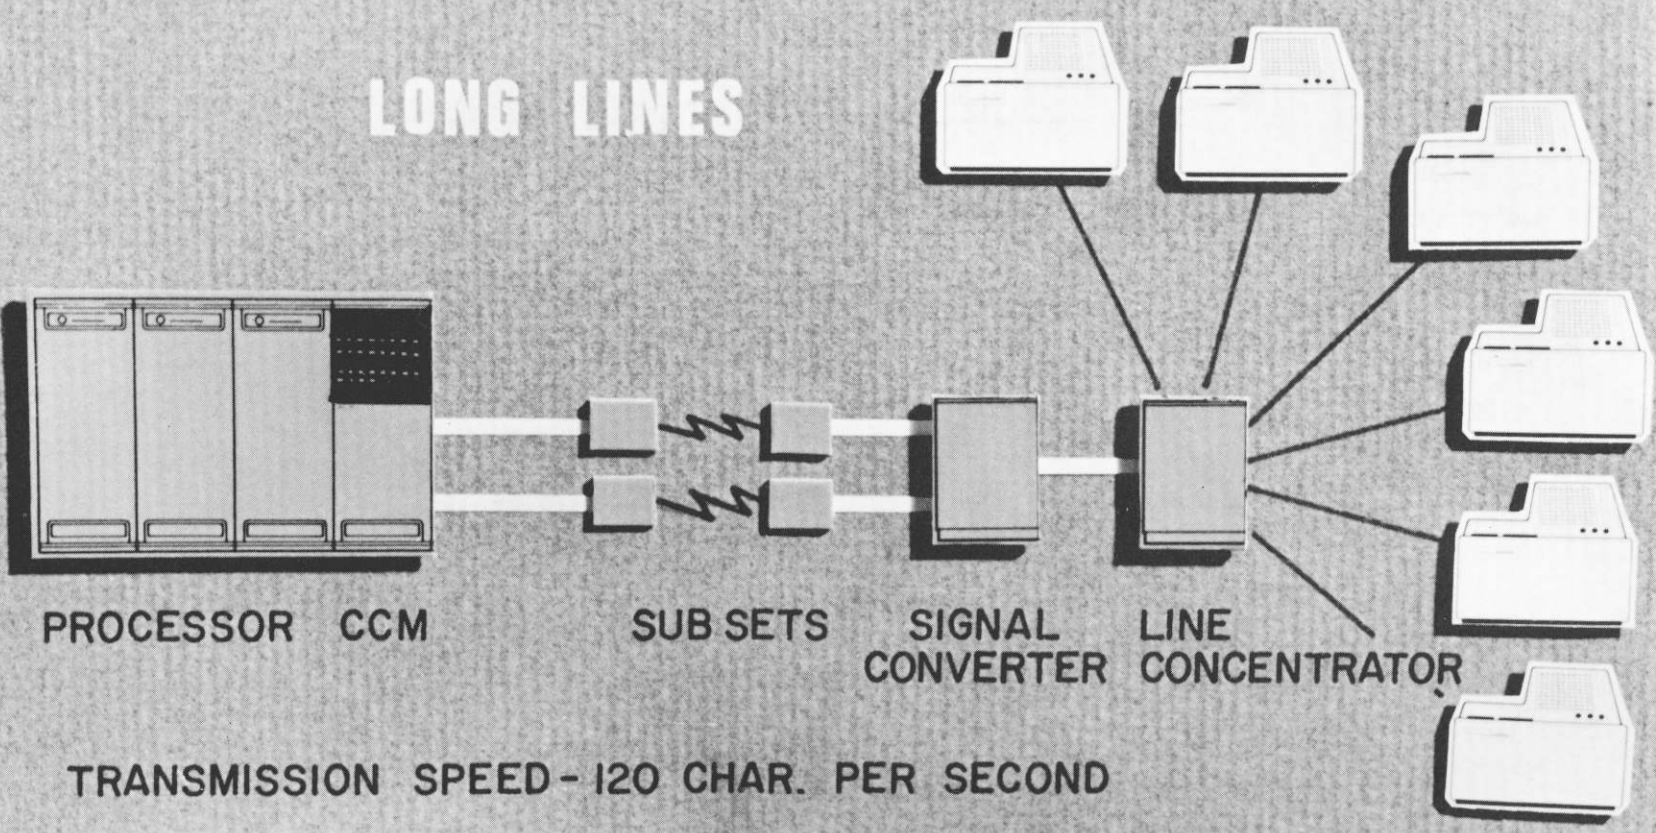 LONG LINES
PROCESSOR CCM
SUB SETS
SIGNAL
CONVERTER
LINE
CONCENTRATOR
TRANSMISSION SPEED - 120 CHAR. PER SECOND